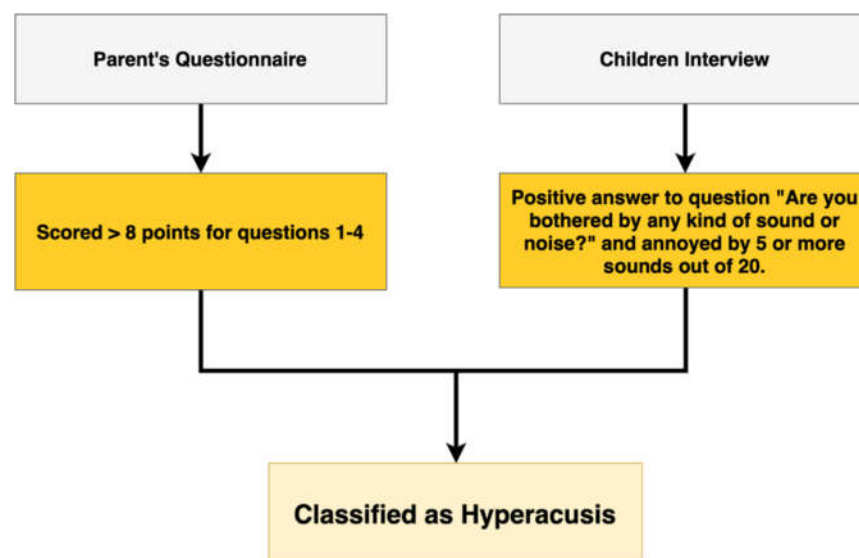 Parent's Questionnaire
Children Interview
Scored > 8 points for questions 1-4
Positive answer to question "Are you
bothered by any kind of sound or
noise?" and annoyed by 5 or more
sounds out of 20.
Classified as Hyperacusis